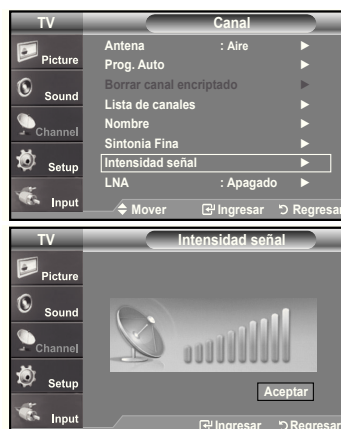 TV Canal
Picture
Sound
Channel
Setup
Input
Antena : Aire
Prog. Auto
Borrar canal encriptado
Lista de canales
Nombre
Sintonia Fina
Intensidad señal
LNA : Apagado
Mover Ingresar Regresar
TV Intensidad señal
Picture
Sound
Channel
Setup
Input
Aceptar
Ingresar Regresar